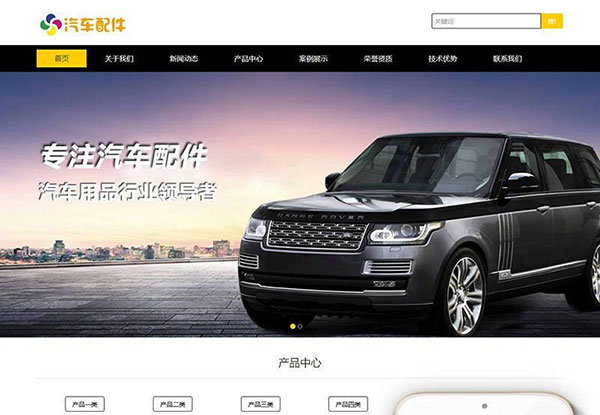 汽车配件
关键词
搜!
首页 关于我们 新闻动态 产品中心 案例展示 荣誉资质 技术优势 联系我们
专注汽车配件
汽车用品行业领导者
RANGE ROVER
产品中心
产品一类 产品二类 产品三类 产品四类